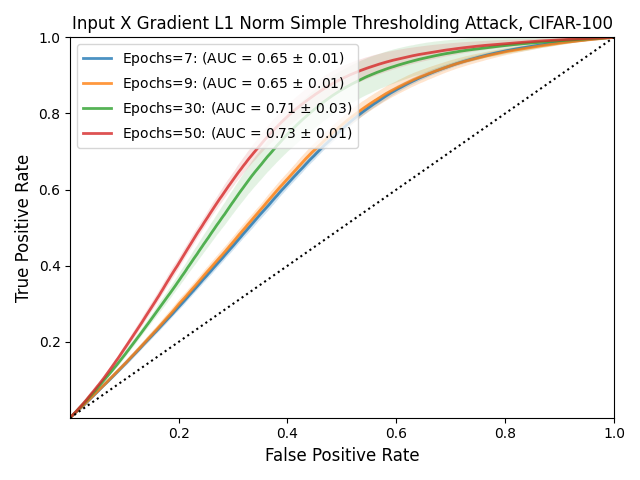 Input X Gradient L1 Norm Simple Thresholding Attack, CIFAR-100
1.0
0.8
0.6
0.4
0.2
Epochs=7: (AUC = 0.65 ± 0.01)
Epochs=9: (AUC = 0.65 ± 0.01)
Epochs=30: (AUC = 0.71 ± 0.03)
Epochs=50: (AUC = 0.73 ± 0.01)
True Positive Rate
0.2 0.4 0.6 0.8 1.0
False Positive Rate